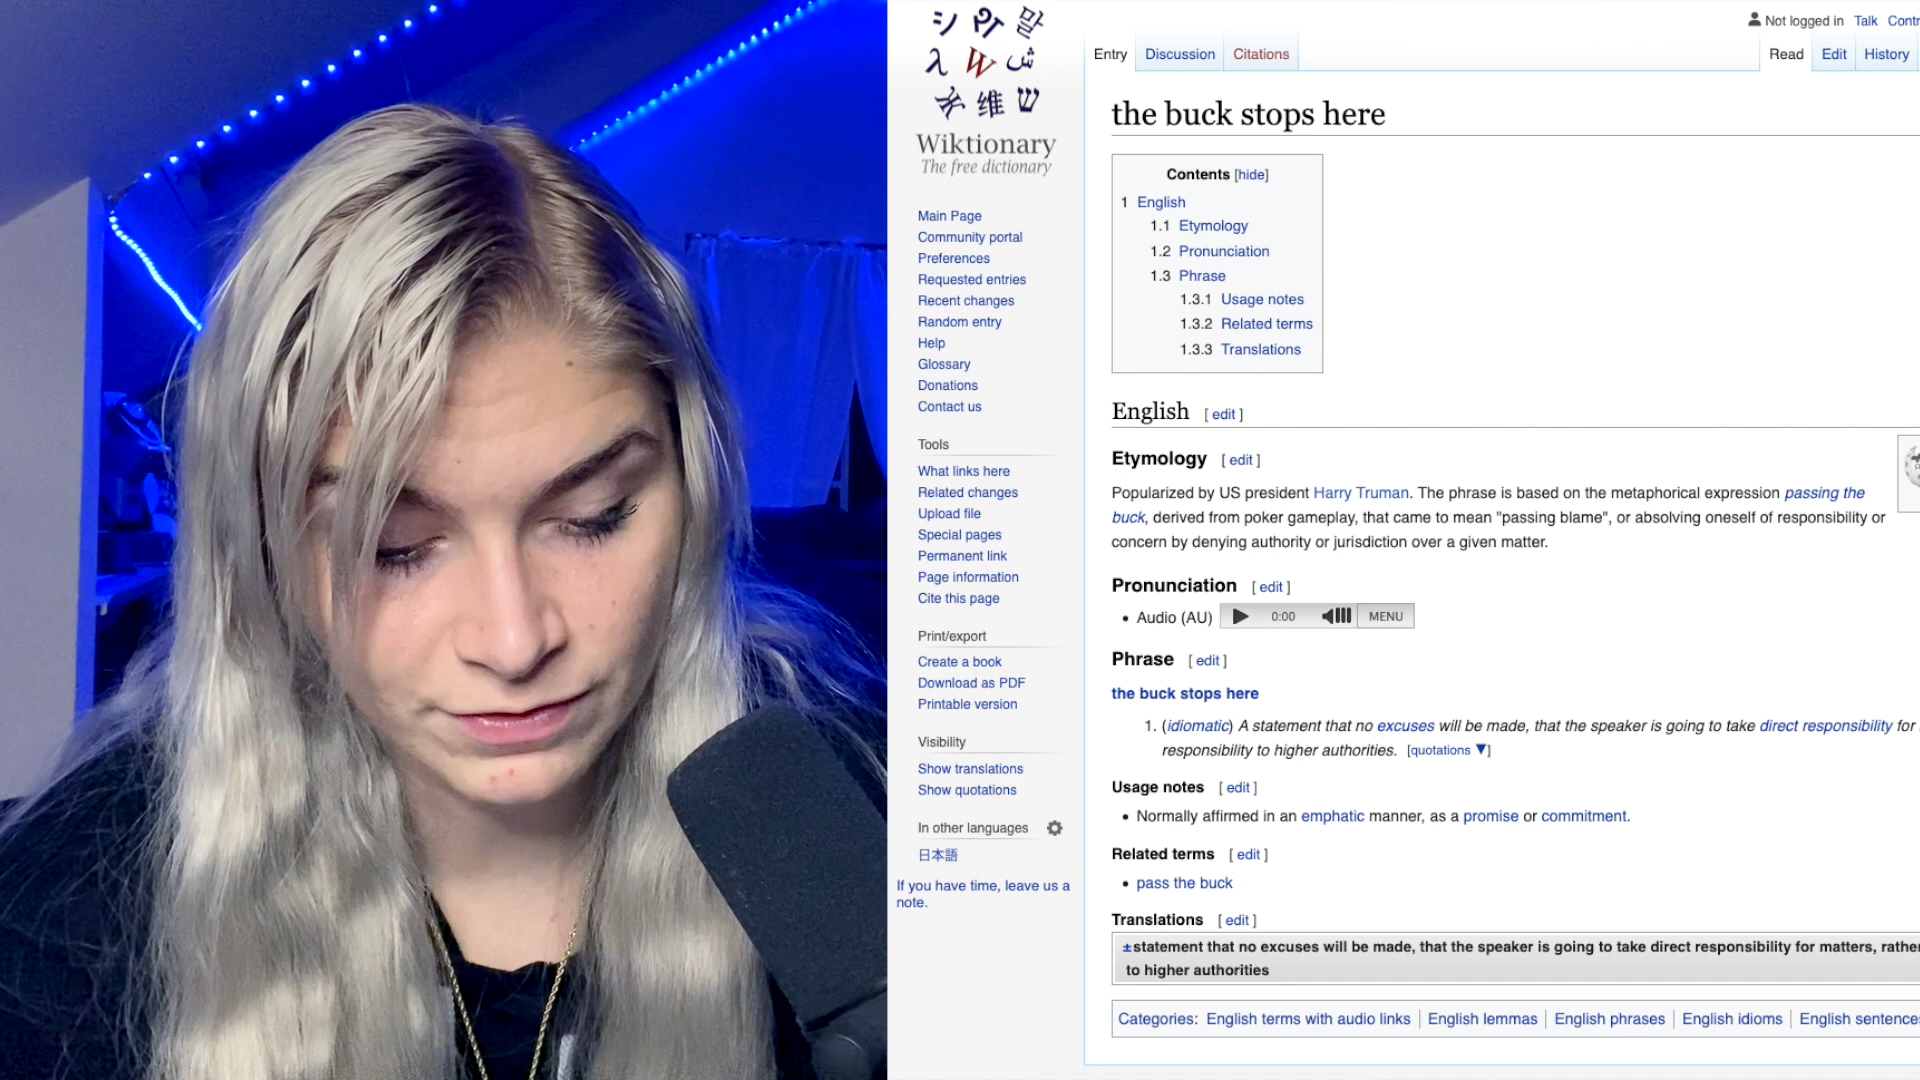 シ
입
말
λ
W
ش
维
ש
Wiktionary
The free dictionary
Main Page
Community portal
Preferences
Requested entries
Recent changes
Random entry
Help
Glossary
Donations
Contact us
Tools
What links here
Related changes
Upload file
Special pages
Permanent link
Page information
Cite this page
Print/export
Create a book
Download as PDF
Printable version
Visibility
Show translations
Show quotations
In other languages
日本語
If you have time, leave us a
note.
Not logged in Talk
Entry Discussion Citations Read Edit History
the buck stops here
Contents [hide]
1 English
1.1 Etymology
1.2 Pronunciation
1.3 Phrase
1.3.1 Usage notes
1.3.2 Related terms
1.3.3 Translations
English [ edit ]
Etymology [ edit ]
Popularized by US president Harry Truman. The phrase is based on the metaphorical expression passing the
buck, derived from poker gameplay, that came to mean "passing blame", or absolving oneself of responsibility or
concern by denying authority or jurisdiction over a given matter.
Pronunciation [ edit ]
• Audio (AU) 0:00 MENU
Phrase [ edit ]
the buck stops here
1. (idiomatic) A statement that no excuses will be made, that the speaker is going to take direct responsibility for
responsibility to higher authorities. [quotations ▼]
Usage notes [ edit ]
• Normally affirmed in an emphatic manner, as a promise or commitment.
Related terms [ edit ]
• pass the buck
Translations [ edit ]
±statement that no excuses will be made, that the speaker is going to take direct responsibility for matters,
to higher authorities
Categories: English terms with audio links | English lemmas | English phrases | English idioms | English